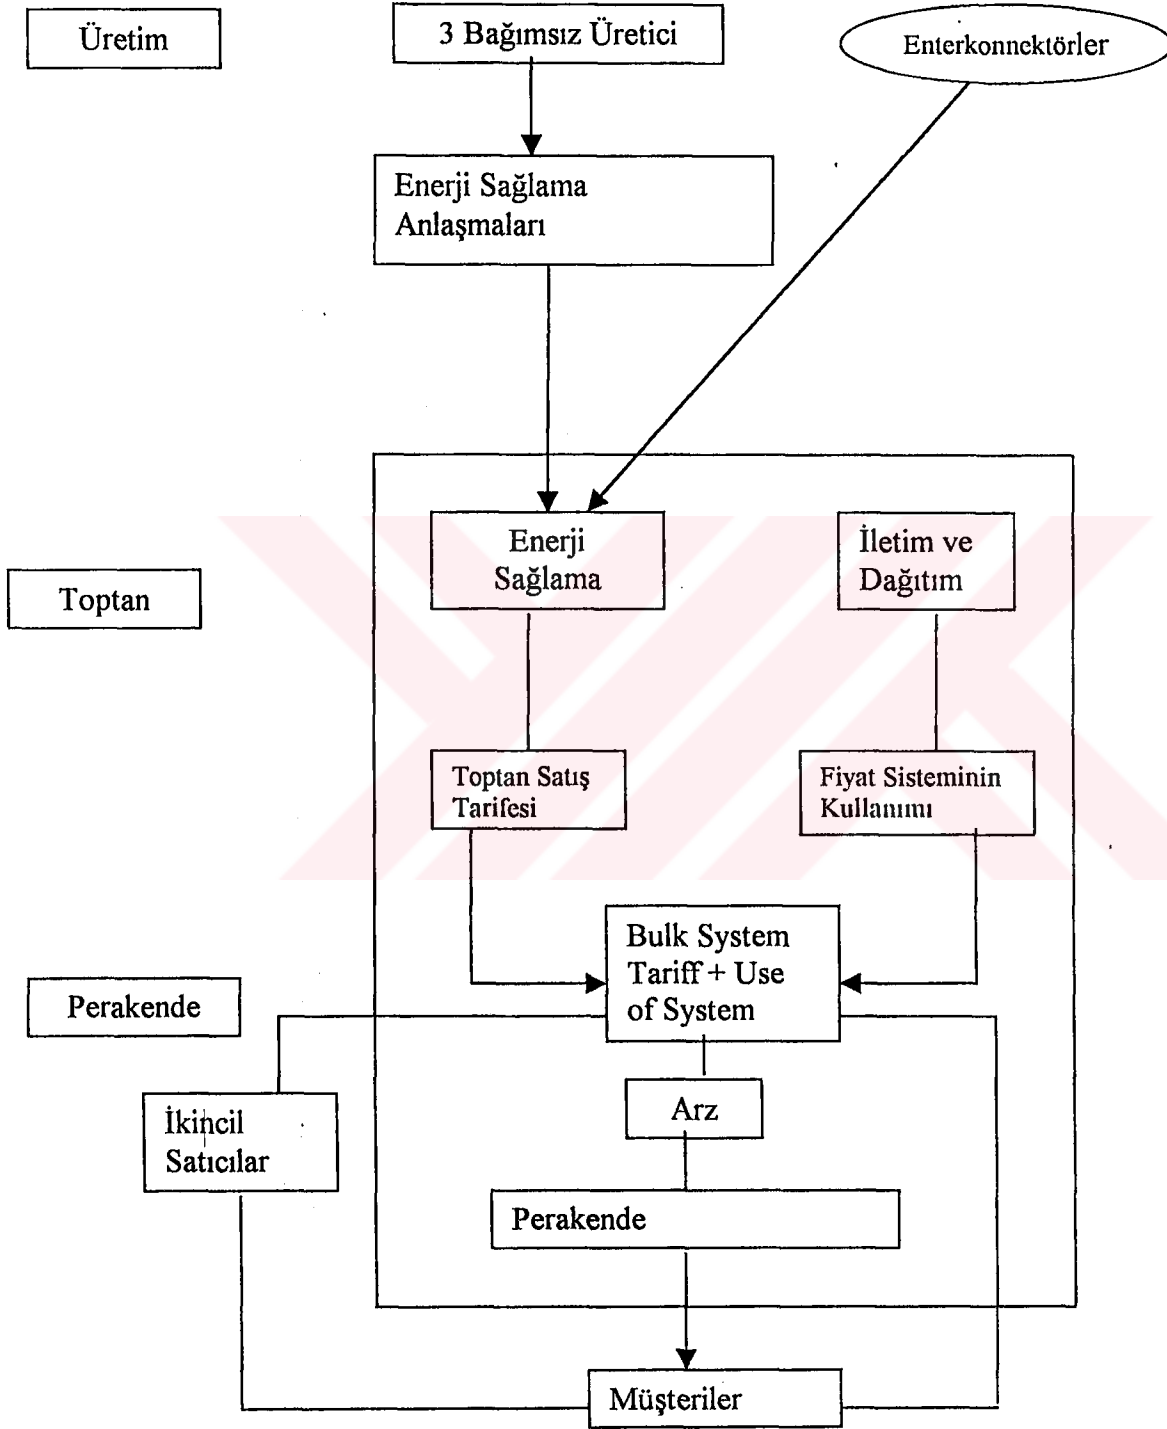 Üretim
3 Bağımsız Üretici
Enterkonnektörler
Enerji Sağlama
Anlaşmaları
Enerji
Sağlama
İletim ve
Dağıtım
Toptan
Toptan Satış
Tarifesi
Fiyat Sisteminin
Kullanımı
Bulk System
Tariff + Use
of System
Perakende
Arz
İkincil
Satıcılar
Perakende
Müşteriler